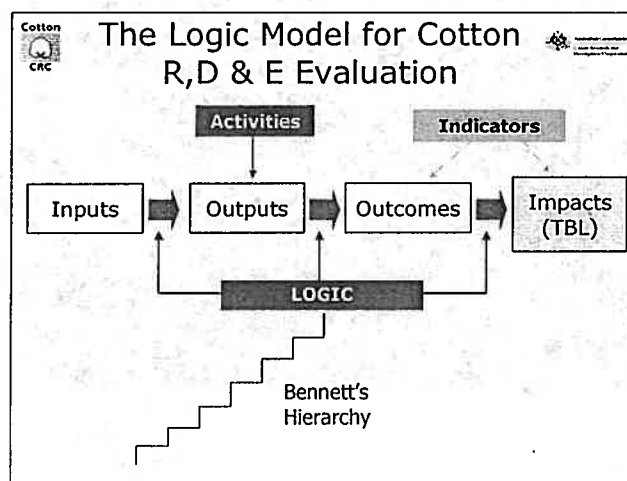 Cotton
CRC
The Logic Model for Cotton
R,D & E Evaluation
Activities
Indicators
Inputs
Outputs
Outcomes
Impacts
(TBL)
LOGIC
Bennett's
Hierarchy